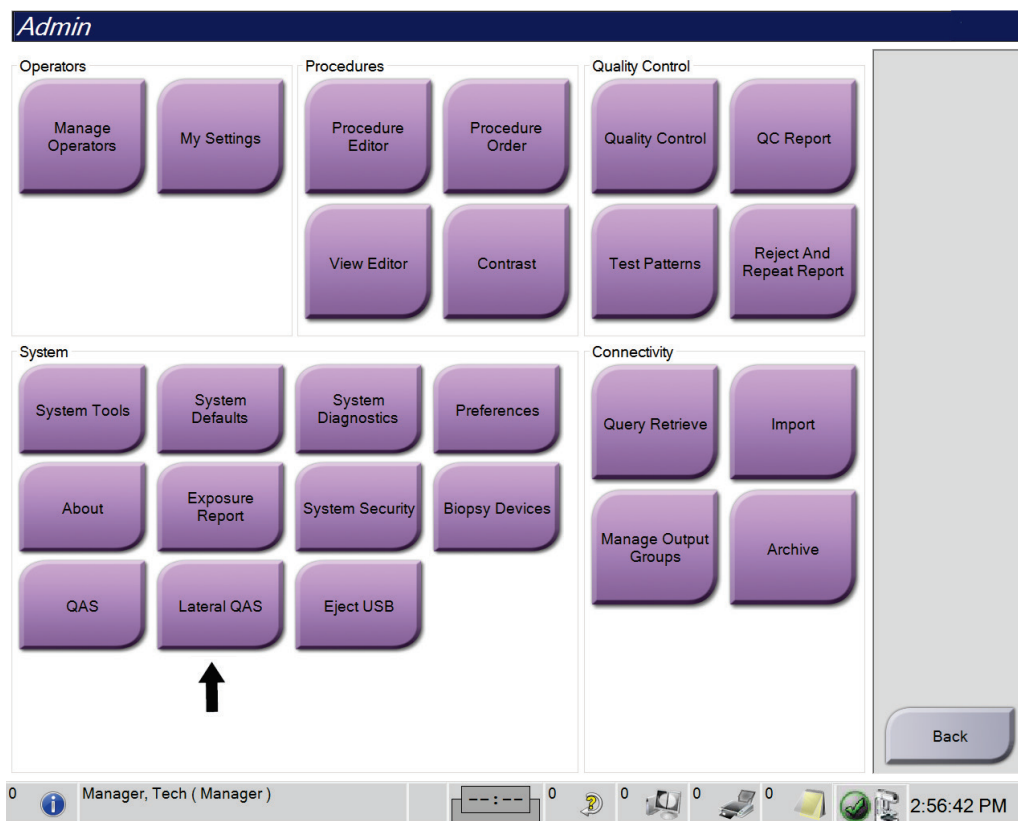 Admin
Operators
Manage
Operators
My Settings
Procedures
Procedure
Editor
Procedure
Order
View Editor
Contrast
Quality Control
Quality Control
QC Report
Test Patterns
Reject And
Repeat Report
System
System Tools
System
Defaults
System
Diagnostics
Preferences
About
Exposure
Report
System Security
Biopsy Devices
QAS
Lateral QAS
Eject USB
Connectivity
Query Retrieve
Import
Manage Output
Groups
Archive
Back
0
Manager, Tech ( Manager )
--:--
0
0
0
0
2:56:42 PM